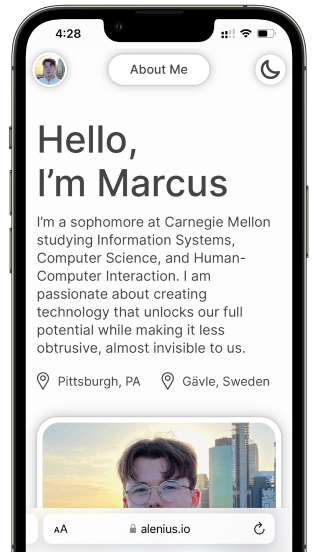 4:28
About Me
Hello,
I'm Marcus
I'm a sophomore at Carnegie Mellon
studying Information Systems,
Computer Science, and Human-
Computer Interaction. I am
passionate about creating
technology that unlocks our full
potential while making it less
obtrusive, almost invisible to us.
Pittsburgh, PA
Gävle, Sweden
AA
alenius.io